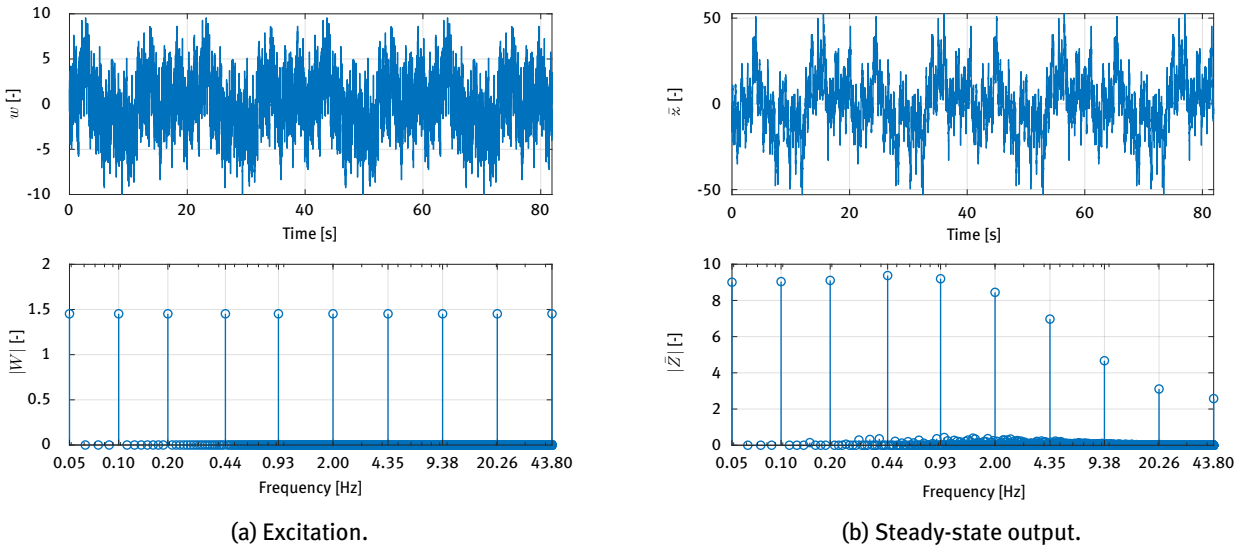 10
5
0
-5
-10
w [-]
0 20 40 60 80
Time [s]
2
1.5
1
0.5
0
|W| [-]
0.05 0.10 0.20 0.44 0.93 2.00 4.35 9.38 20.26 43.80
Frequency [Hz]
(a) Excitation.
50
0
-50
z̄ [-]
0 20 40 60 80
Time [s]
10
8
6
4
2
0
|Z̄| [-]
0.05 0.10 0.20 0.44 0.93 2.00 4.35 9.38 20.26 43.80
Frequency [Hz]
(b) Steady-state output.